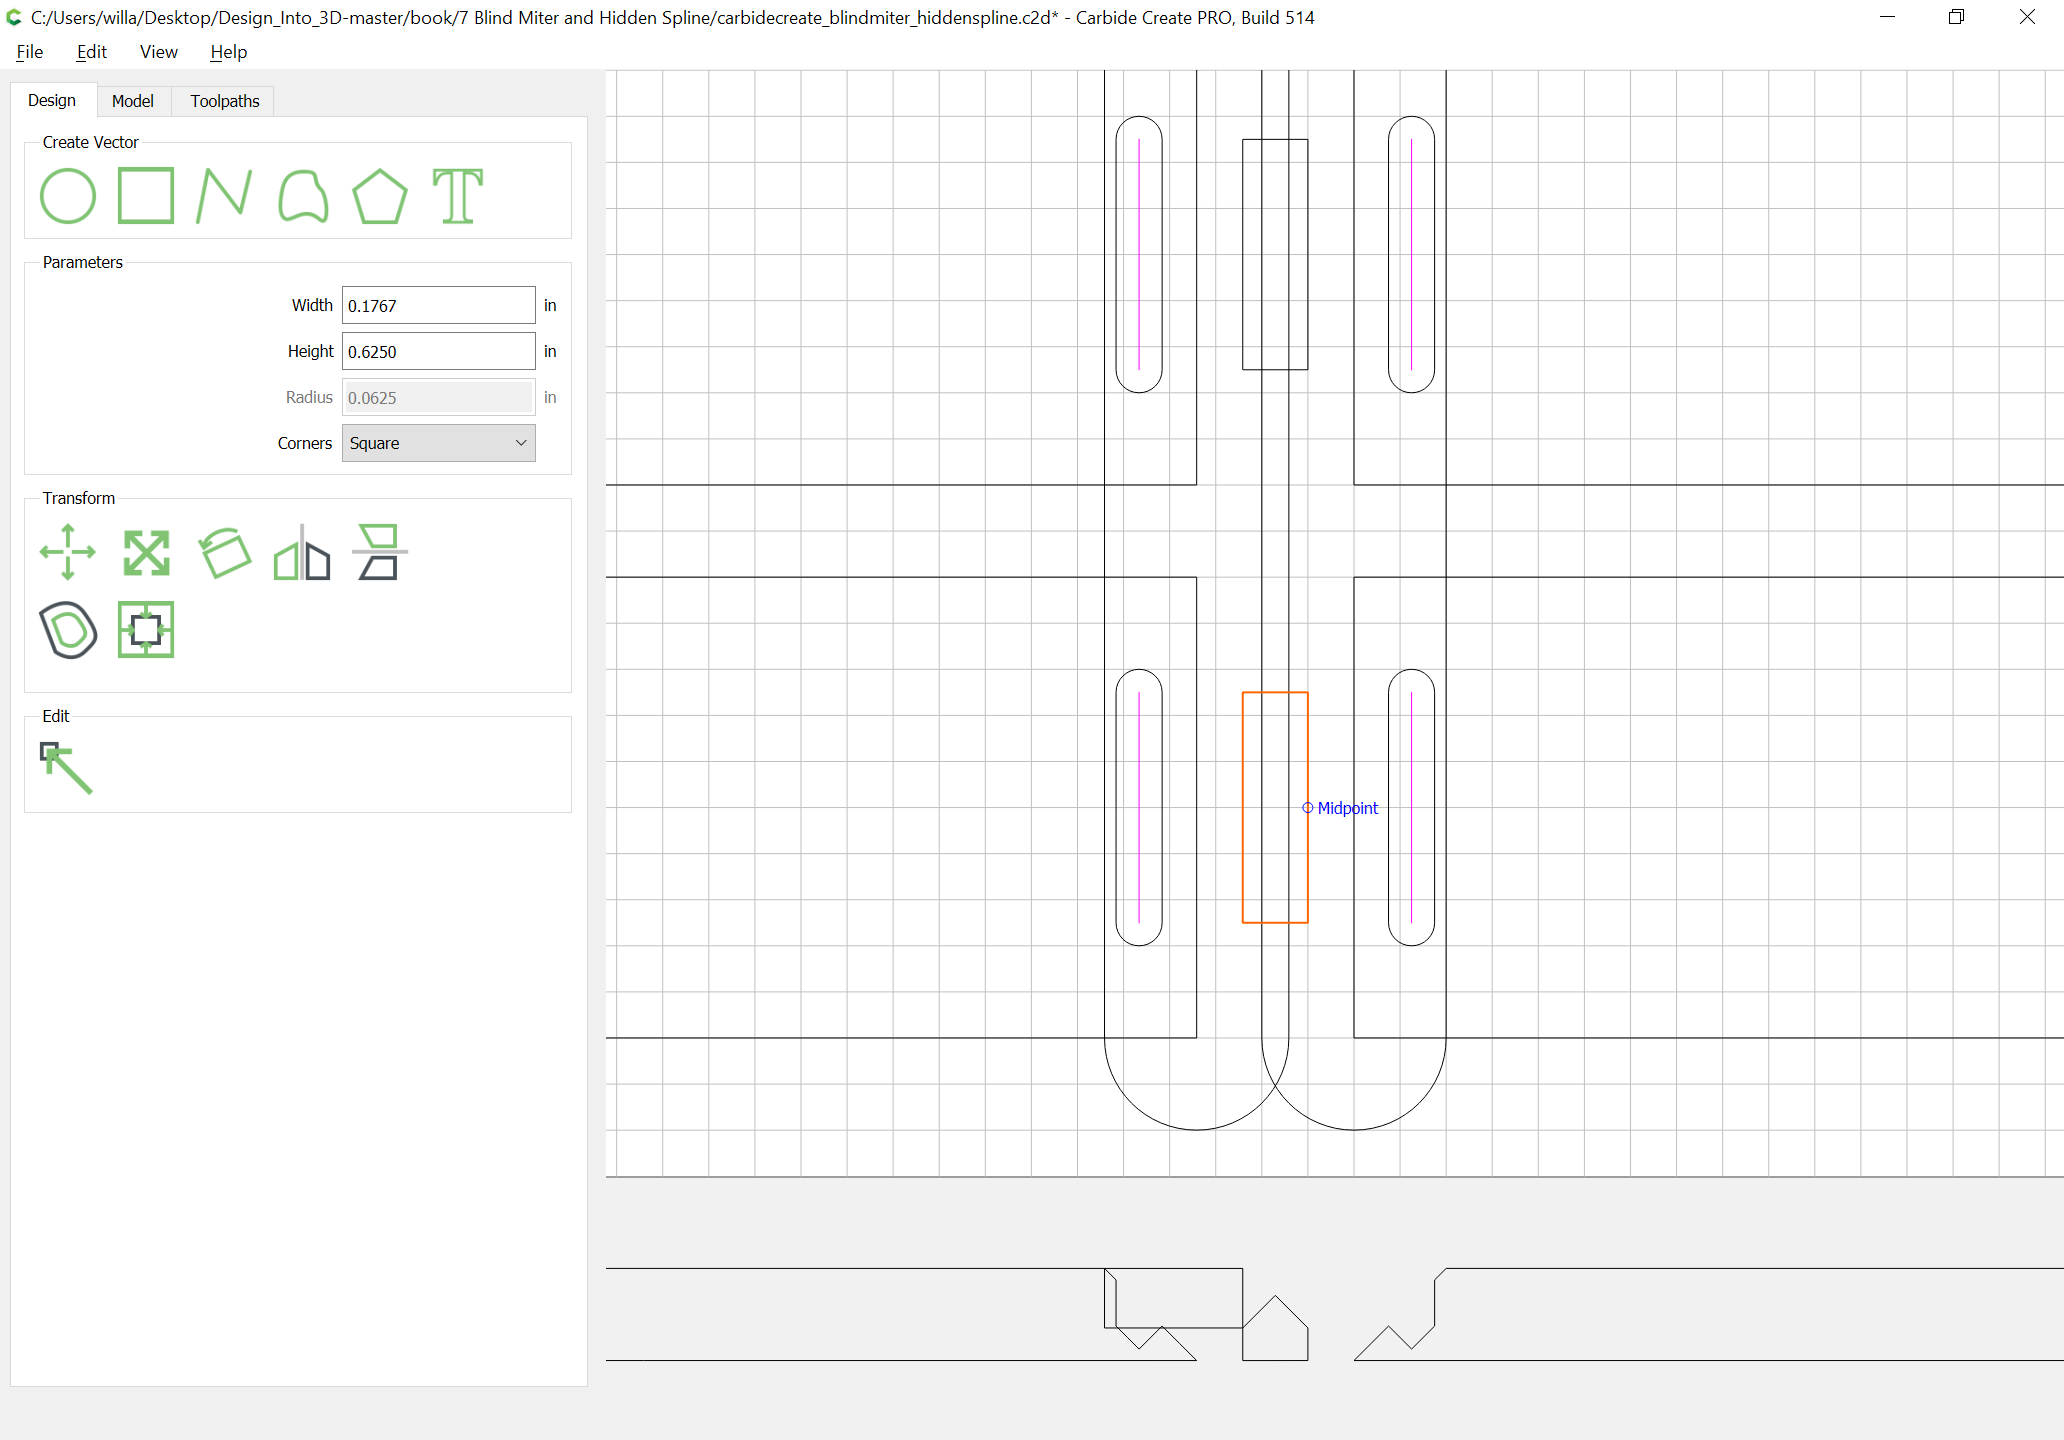 C:/Users/willa/Desktop/Design_Into_3D-master/book/7 Blind Miter and Hidden Spline/carbidecreate_blindmiter_hiddenspline.c2d* - Carbide Create PRO, Build 514
File Edit View Help
Design Model Toolpaths
Create Vector
Parameters
Width 0.1767 in
Height 0.6250 in
Radius 0.0625 in
Corners Square
Transform
Edit
Midpoint